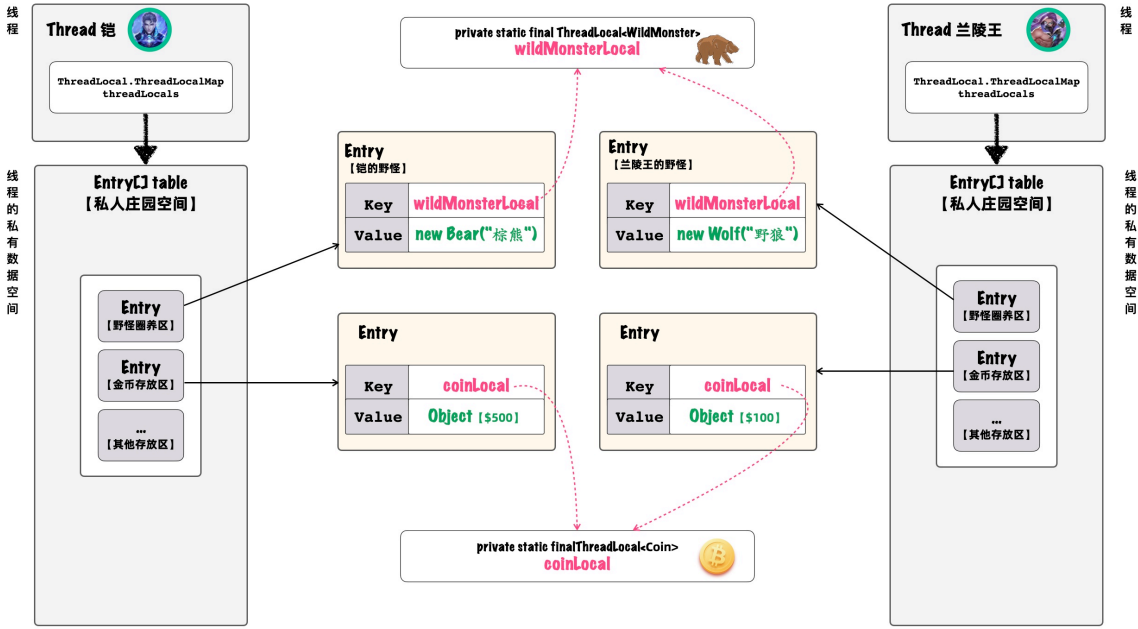 线
程
Thread 铠
ThreadLocal.ThreadLocalMap
threadLocals
线
程
的
私
有
数
据
空
间
Entry[] table
【私人庄园空间】
Entry
【野怪圈养区】
Entry
【金币存放区】
...
【其他存放区】
private static final ThreadLocal<WildMonster>
wildMonsterLocal
Entry
【铠的野怪】
Key wildMonsterLocal
Value new Bear("棕熊")
Entry
【兰陵王的野怪】
Key wildMonsterLocal
Value new Wolf("野狼")
Entry
Key coinLocal
Value Object【$500】
Entry
Key coinLocal
Value Object【$100】
private static finalThreadLocal<Coin>
coinLocal
Thread 兰陵王
线
程
ThreadLocal.ThreadLocalMap
threadLocals
Entry[] table
【私人庄园空间】
Entry
【野怪圈养区】
Entry
【金币存放区】
...
【其他存放区】
线
程
的
私
有
数
据
空
间